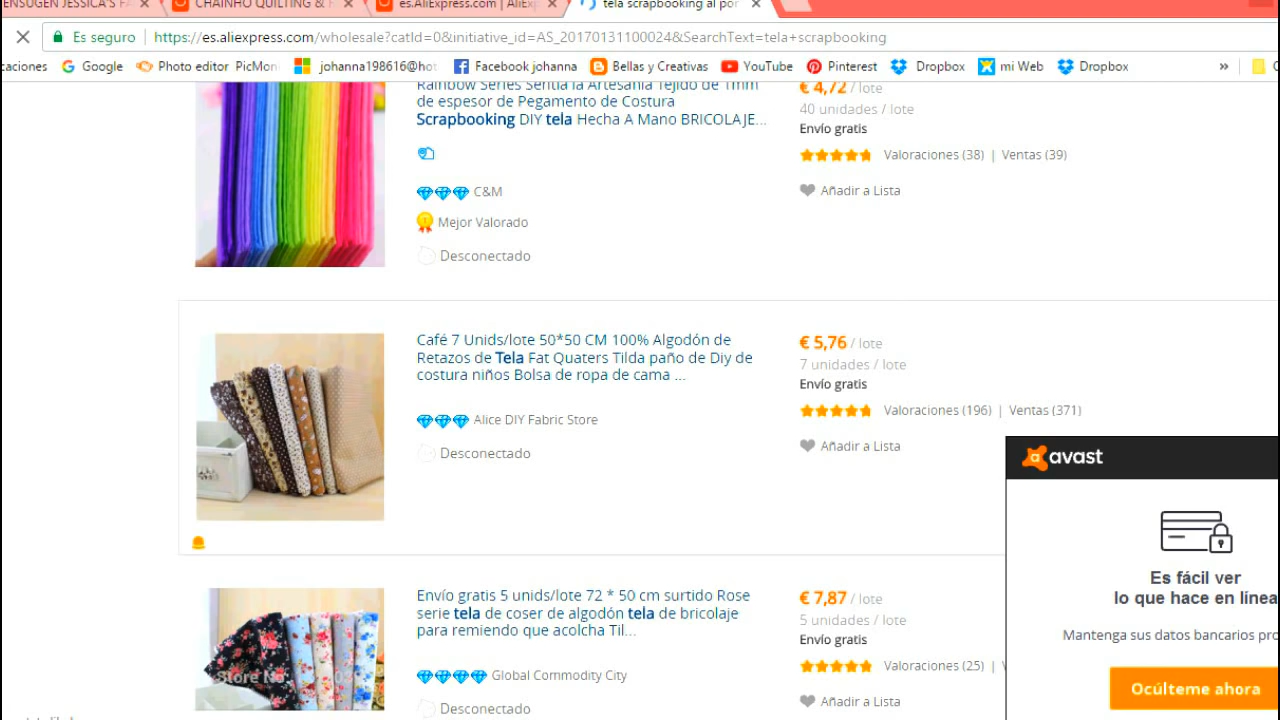 ENSUGEN JESSICA'S FA
CHAINHO QUILTING & F
es.AliExpress.com | AliExp
tela scrapbooking al por
Es seguro
https://es.aliexpress.com/wholesale?catId=0&initiative_id=AS_20170131100024&SearchText=tela+scrapbooking
caciones
Google
Photo editor PicMon
johanna198616@hot
Facebook johanna
Bellas y Creativas
YouTube
Pinterest
Dropbox
mi Web
Dropbox
»
Rainbow Series Sentía la Artesanía Tejido de 1mm
de espesor de Pegamento de Costura
Scrapbooking DIY tela Hecha A Mano BRICOLAJE...
C&M
Mejor Valorado
Desconectado
€ 4,72 / lote
40 unidades / lote
Envío gratis
Valoraciones (38) | Ventas (39)
Añadir a Lista
Café 7 Unids/lote 50*50 CM 100% Algodón de
Retazos de Tela Fat Quaters Tilda paño de Diy de
costura niños Bolsa de ropa de cama ...
Alice DIY Fabric Store
Desconectado
€ 5,76 / lote
7 unidades / lote
Envío gratis
Valoraciones (196) | Ventas (371)
Añadir a Lista
Envío gratis 5 unids/lote 72 * 50 cm surtido Rose
serie tela de coser de algodón tela de bricolaje
para remiendo que acolcha Til...
Global Commodity City
Desconectado
€ 7,87 / lote
5 unidades / lote
Envío gratis
Valoraciones (25) |
Añadir a Lista
Store No
avast
Es fácil ver
lo que hace en línea
Mantenga sus datos bancarios pro
Ocúlteme ahora